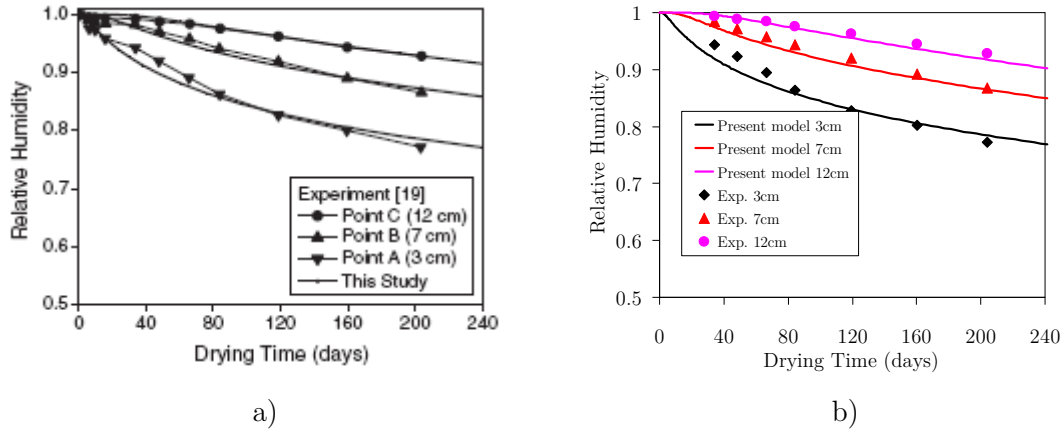 1.0
0.9
0.8
0.7
0.6
0.5
Relative Humidity
Experiment [19]
Point C (12 cm)
Point B (7 cm)
Point A (3 cm)
This Study
0 40 80 120 160 200 240
Drying Time (days)
a)
1
0.9
0.8
0.7
0.6
0.5
Relative Humidity
Present model 3cm
Present model 7cm
Present model 12cm
Exp. 3cm
Exp. 7cm
Exp. 12cm
0 40 80 120 160 200 240
Drying Time (days)
b)